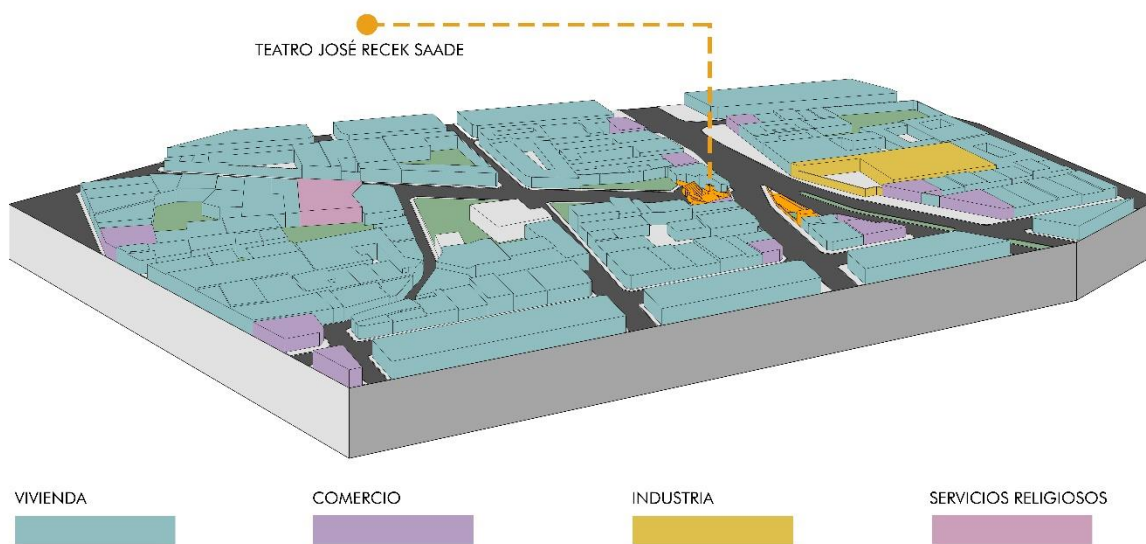 TEATRO JOSÉ RECEK SAADE
VIVIENDA
COMERCIO
INDUSTRIA
SERVICIOS RELIGIOSOS